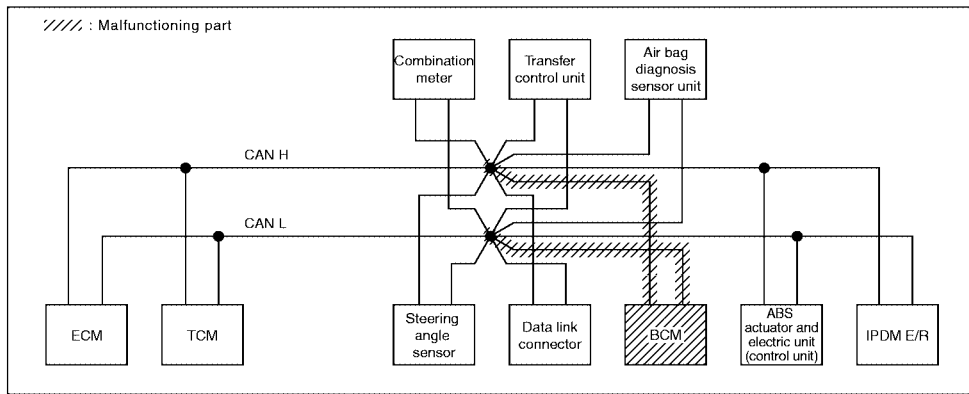 : Malfunctioning part
Combination
meter
Transfer
control unit
Air bag
diagnosis
sensor unit
CAN H
CAN L
ECM
TCM
Steering
angle
sensor
Data link
connector
BCM
ABS
actuator and
electric unit
(control unit)
IPDM E/R